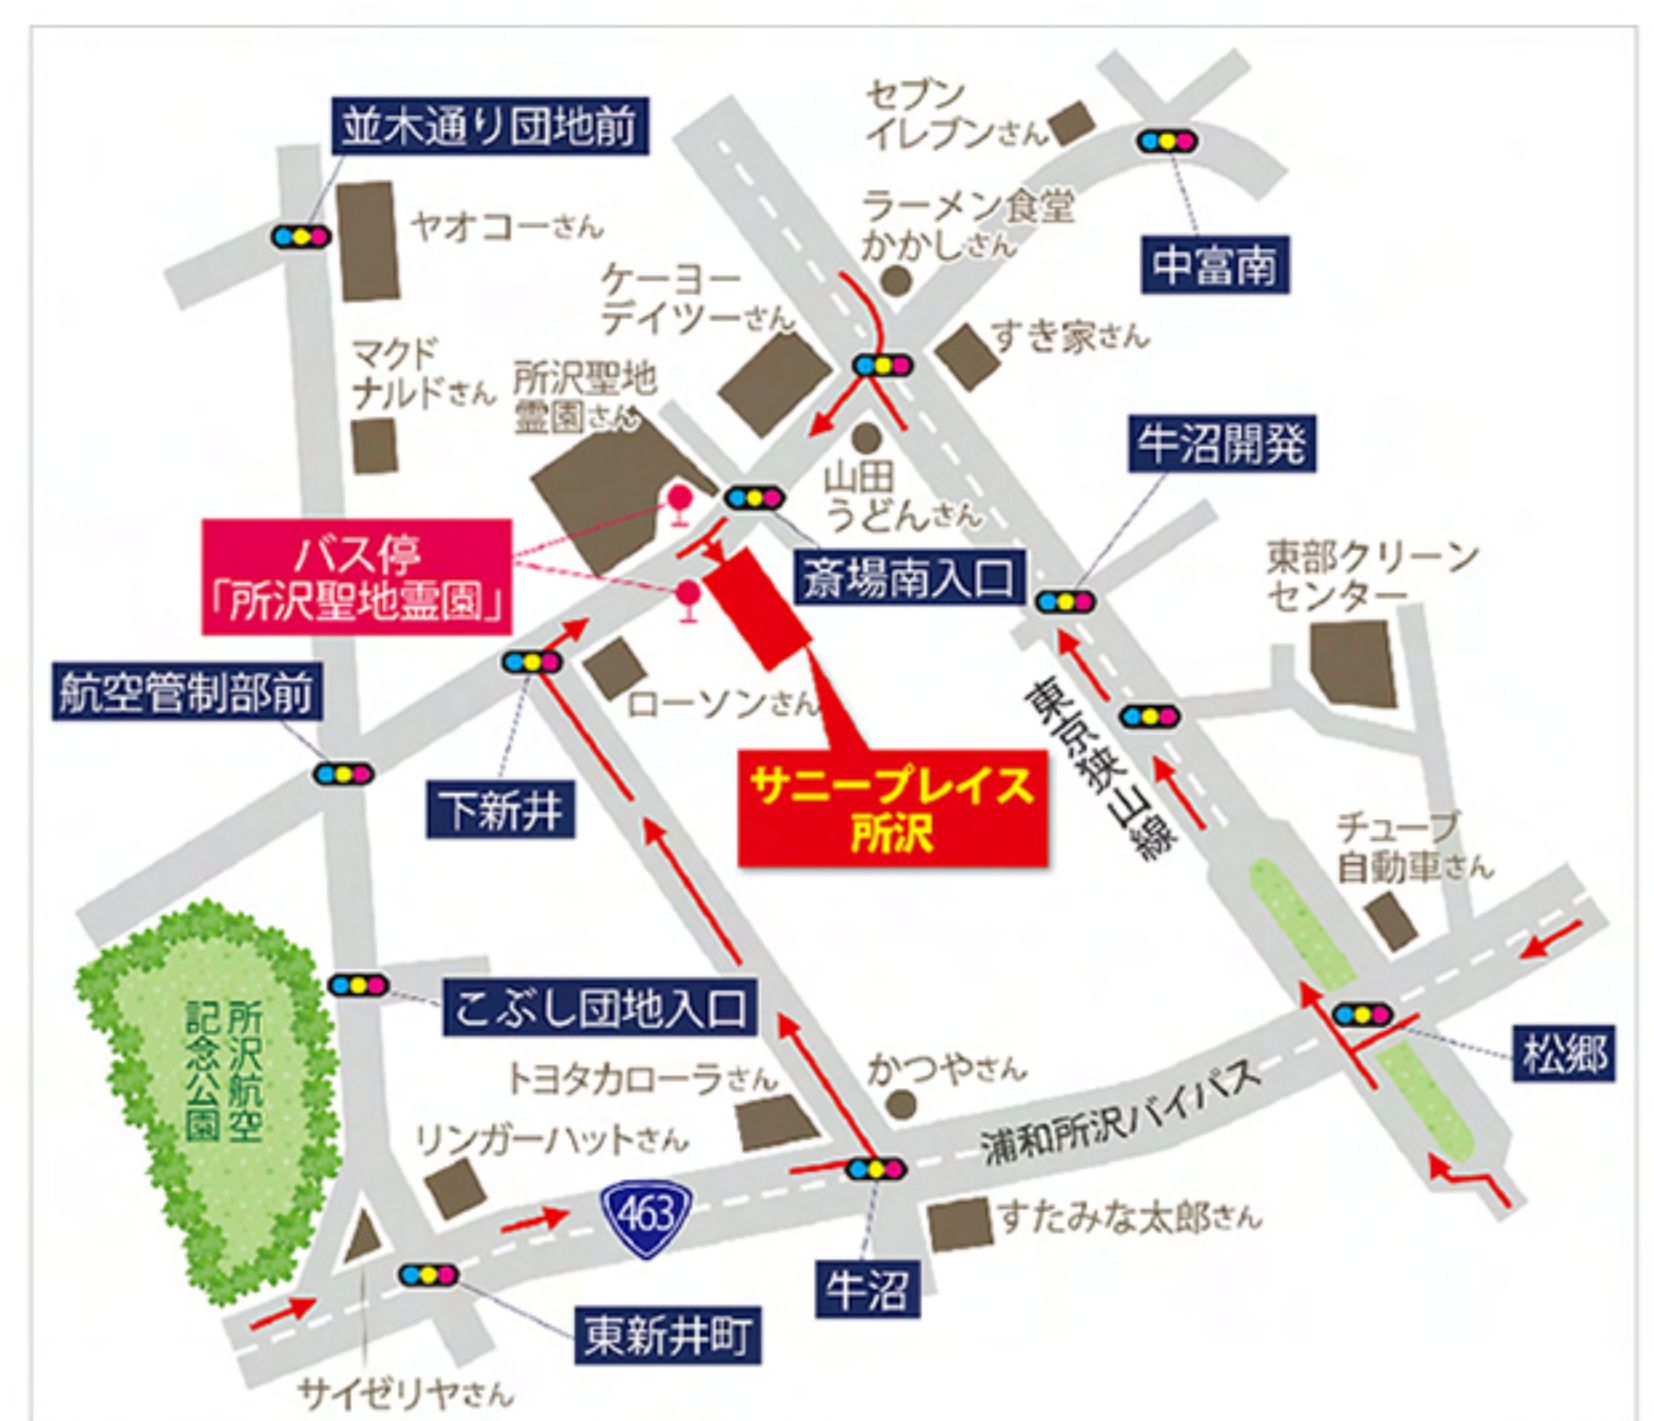 セブン
イレブンさん
並木通り団地前
ヤオコーさん
ラーメン食堂
かかしさん
中富南
ケーヨー
デイツーさん
すき家さん
マクド
ナルドさん
所沢聖地
霊園さん
牛沼開発
山田
うどんさん
バス停
「所沢聖地霊園」
斎場南入口
東部クリーン
センター
航空管制部前
ローソンさん
東京狭山線
下新井
サニープレイス
所沢
チューブ
自動車さん
こぶし団地入口
所沢航空
記念公園
松郷
トヨタカローラさん
かつやさん
浦和所沢バイパス
リンガーハットさん
463
すたみな太郎さん
牛沼
東新井町
サイゼリヤさん